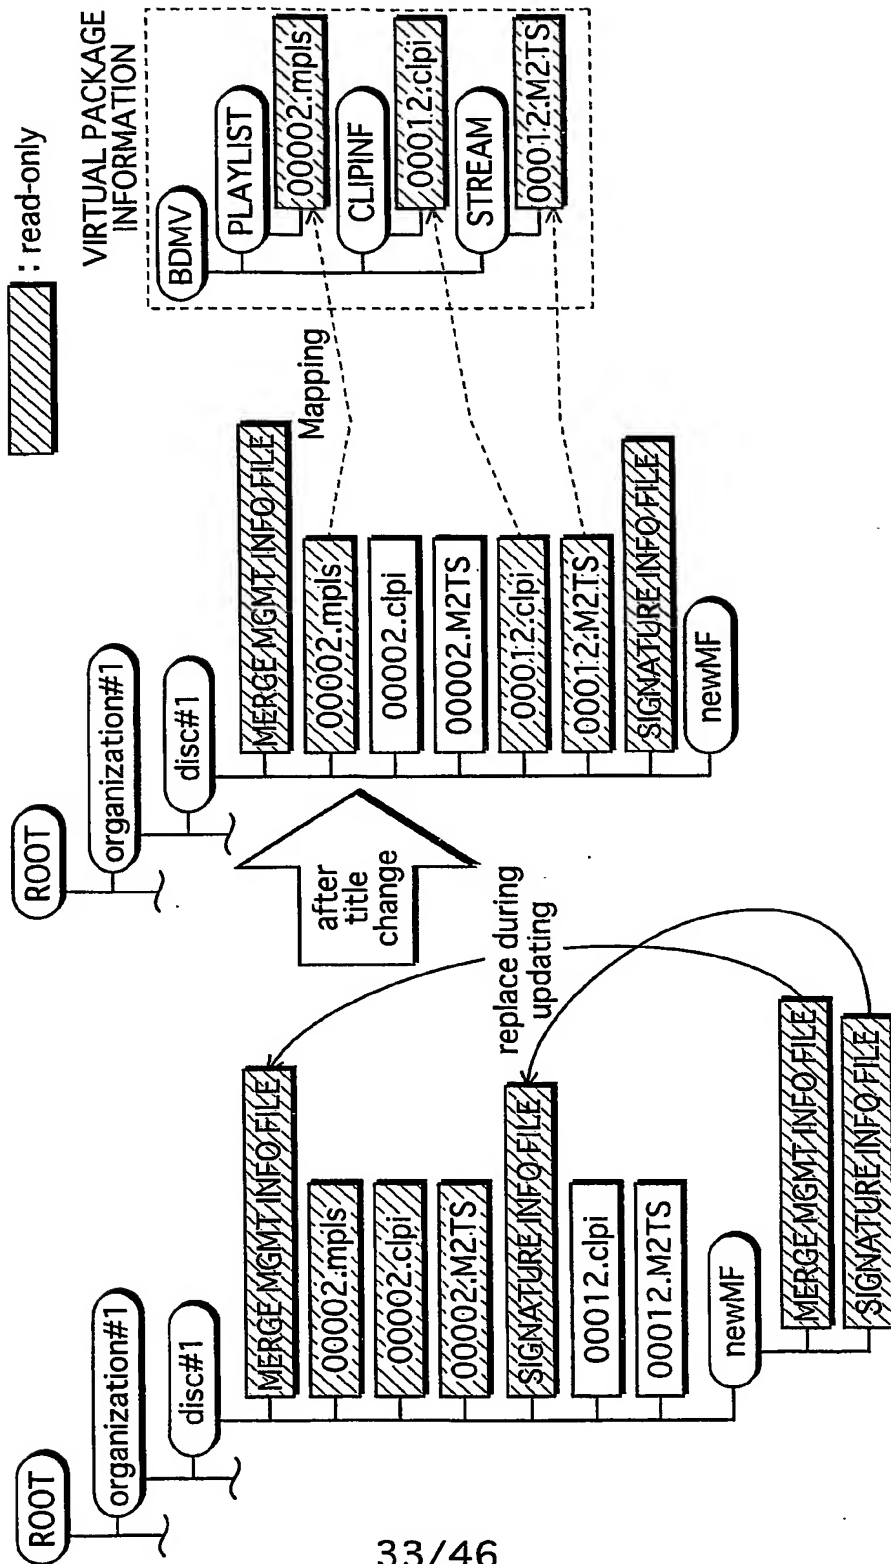 : read-only
ROOT
organization#1
disc#1
MERGE MGMT INFO FILE
00002.mpls
00002.clpi
00002.M2TS
SIGNATURE INFO FILE
00012.clpi
00012.M2TS
newMF
MERGE MGMT INFO FILE
SIGNATURE INFO FILE
replace during
updating
after
title
change
ROOT
organization#1
disc#1
MERGE MGMT INFO FILE
00002.mpls
00002.clpi
00002.M2TS
00012.clpi
00012.M2TS
SIGNATURE INFO FILE
newMF
Mapping
VIRTUAL PACKAGE
INFORMATION
BDMV
PLAYLIST
00002.mpls
CLIPINF
00012.clpi
STREAM
00012.M2TS
33/46